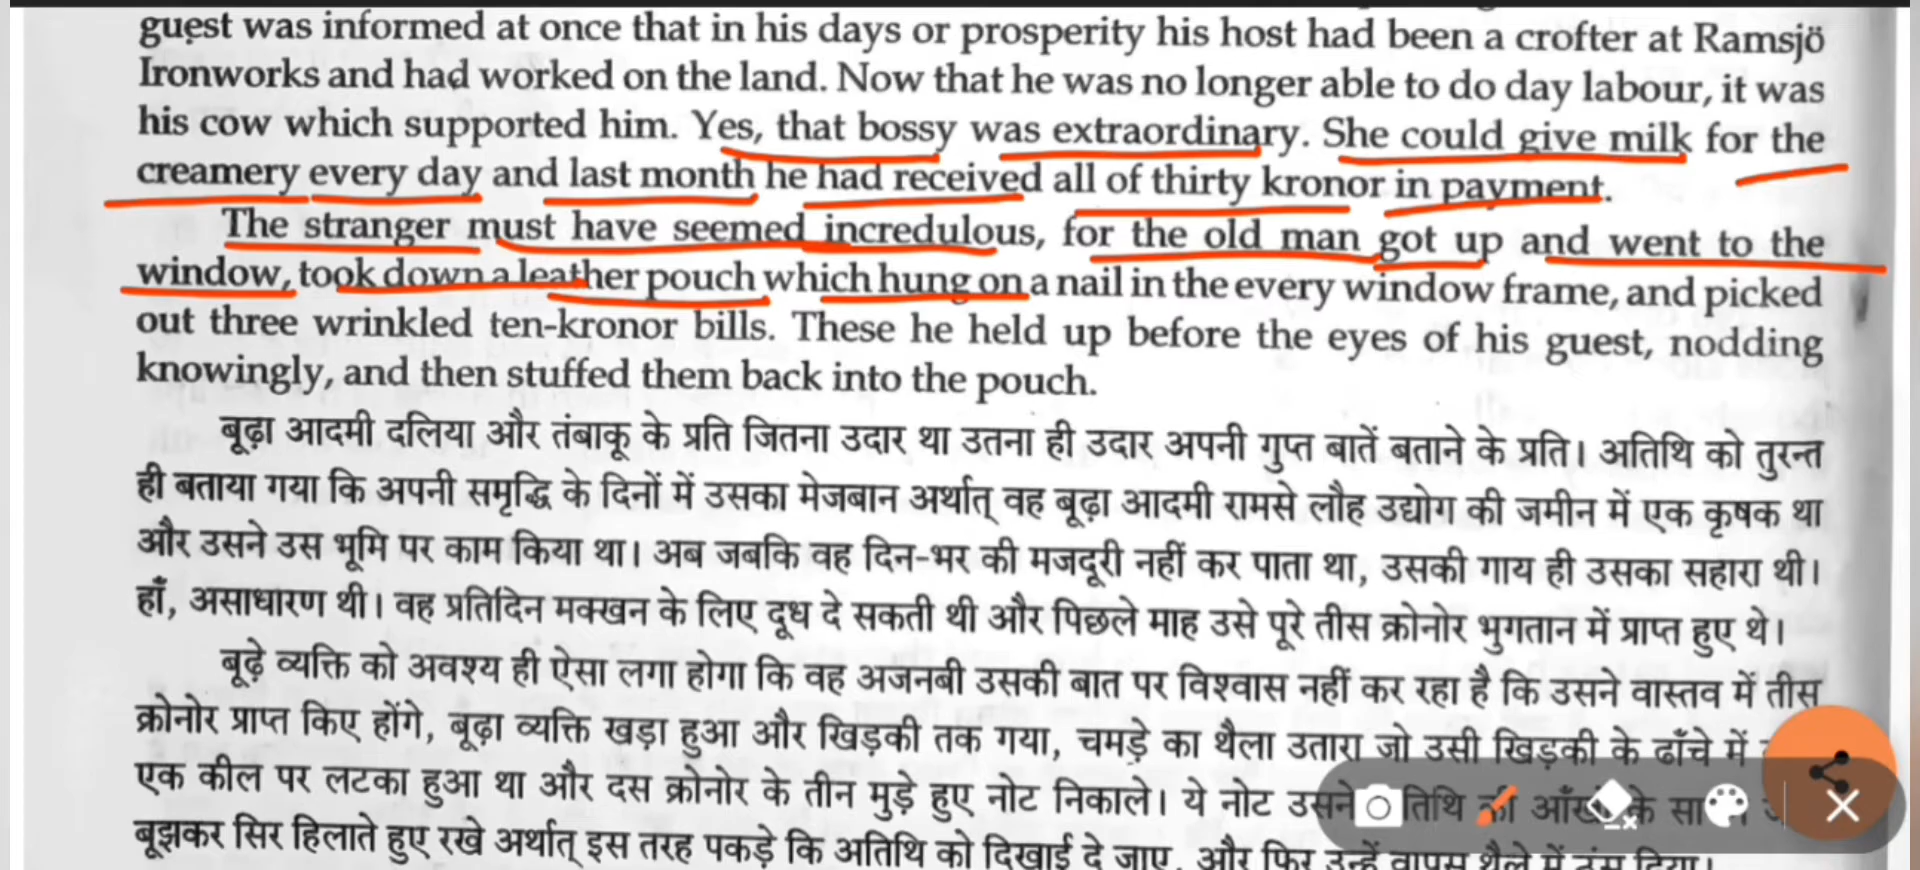 guest was informed at once that in his days or prosperity his host had been a crofter at Ramsjö
Ironworks and had worked on the land. Now that he was no longer able to do day labour, it was
his cow which supported him. Yes, that bossy was extraordinary. She could give milk for the
creamery every day and last month he had received all of thirty kronor in payment.
The stranger must have seemed incredulous, for the old man got up and went to the
window, took down a leather pouch which hung on a nail in the every window frame, and picked
out three wrinkled ten-kronor bills. These he held up before the eyes of his guest, nodding
knowingly, and then stuffed them back into the pouch.
बूढ़ा आदमी दलिया और तंबाकू के प्रति जितना उदार था उतना ही उदार अपनी गुप्त बातें बताने के प्रति। अतिथि को तुरन्त
ही बताया गया कि अपनी समृद्धि के दिनों में उसका मेजबान अर्थात् वह बूढ़ा आदमी रामसे लौह उद्योग की जमीन में एक कृषक था
और उसने उस भूमि पर काम किया था। अब जबकि वह दिन-भर की मजदूरी नहीं कर पाता था, उसकी गाय ही उसका सहारा थी।
हाँ, असाधारण थी। वह प्रतिदिन मक्खन के लिए दूध दे सकती थी और पिछले माह उसे पूरे तीस क्रोनोर भुगतान में प्राप्त हुए थे।
बूढ़े व्यक्ति को अवश्य ही ऐसा लगा होगा कि वह अजनबी उसकी बात पर विश्वास नहीं कर रहा है कि उसने वास्तव में तीस
क्रोनोर प्राप्त किए होंगे, बूढ़ा व्यक्ति खड़ा हुआ और खिड़की तक गया, चमड़े का थैला उतारा जो उसी खिड़की के ढाँचे में
एक कील पर लटका हुआ था और दस क्रोनोर के तीन मुड़े हुए नोट निकाले। ये नोट उसने की के
बूझकर सिर हिलाते हुए रखे अर्थात् इस तरह पकड़े कि अतिथि को दिखाई दे जाए, और फिर उन्हें वापस थैले में ठूंस दिया।